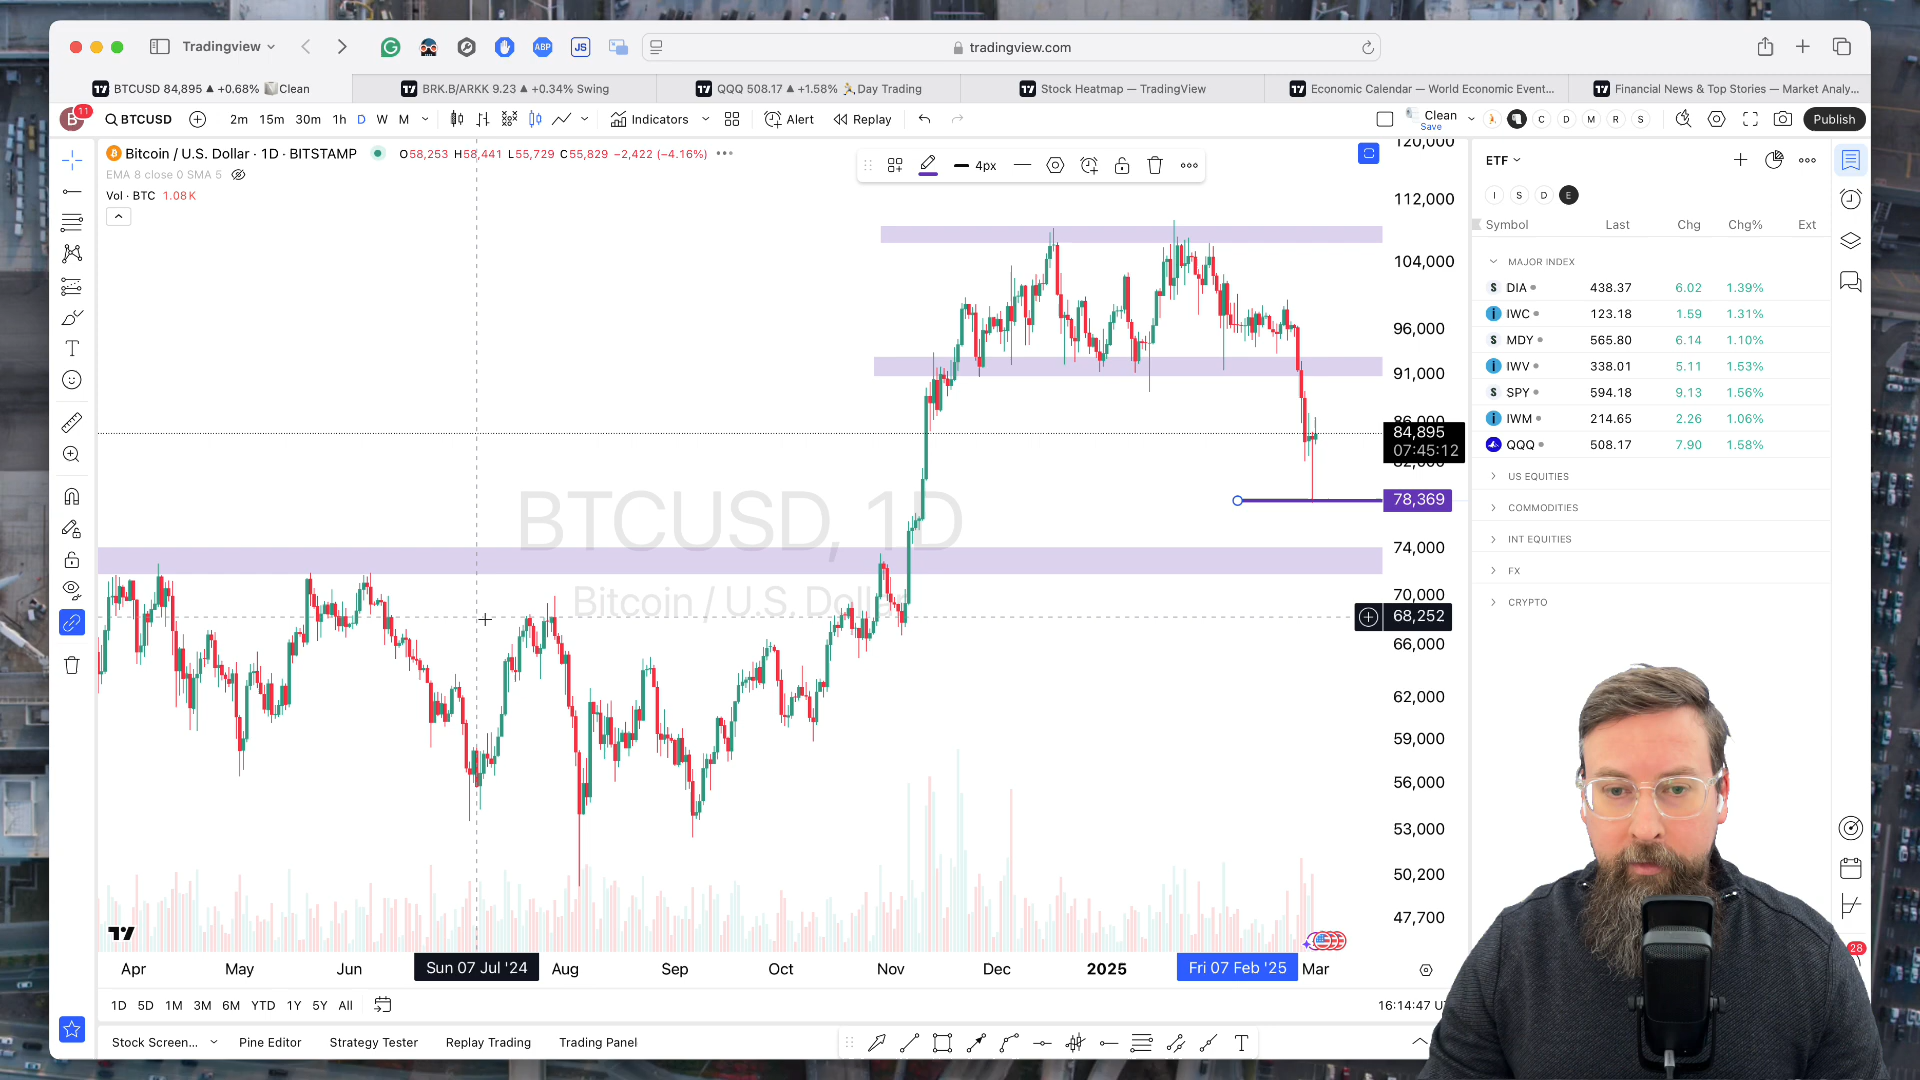 Tradingview
tradingview.com
BTCUSD 84,895 ▲ +0.68% Clean
BRK.B/ARKK 9.23 ▲ +0.34% Swing
QQQ 508.17 ▲ +1.58% Day Trading
Stock Heatmap — TradingView
Economic Calendar — World Economic Event...
Financial News & Top Stories — Market Analy...
B 11
BTCUSD
2m 15m 30m 1h D W M
Indicators
Alert
Replay
Clean
Save
C D M R S
Publish
Bitcoin / U.S. Dollar · 1D · BITSTAMP
O58,253 H58,441 L55,729 C55,829 −2,422 (−4.16%)
EMA 8 close 0 SMA 5
Vol · BTC 1.08K
4px
BTCUSD, 1D
Bitcoin / U.S. Dollar
120,000
112,000
104,000
96,000
91,000
86,000
84,895
07:45:12
82,000
78,369
74,000
70,000
68,252
66,000
62,000
59,000
56,000
53,000
50,200
47,700
Apr May Jun Sun 07 Jul '24 Aug Sep Oct Nov Dec 2025 Fri 07 Feb '25 Mar
1D 5D 1M 3M 6M YTD 1Y 5Y All
16:14:47
Stock Screen... Pine Editor Strategy Tester Replay Trading Trading Panel
ETF
I S D E
Symbol Last Chg Chg% Ext
MAJOR INDEX
DIA 438.37 6.02 1.39%
IWC 123.18 1.59 1.31%
MDY 565.80 6.14 1.10%
IWV 338.01 5.11 1.53%
SPY 594.18 9.13 1.56%
IWM 214.65 2.26 1.06%
QQQ 508.17 7.90 1.58%
US EQUITIES
COMMODITIES
INT EQUITIES
FX
CRYPTO
28